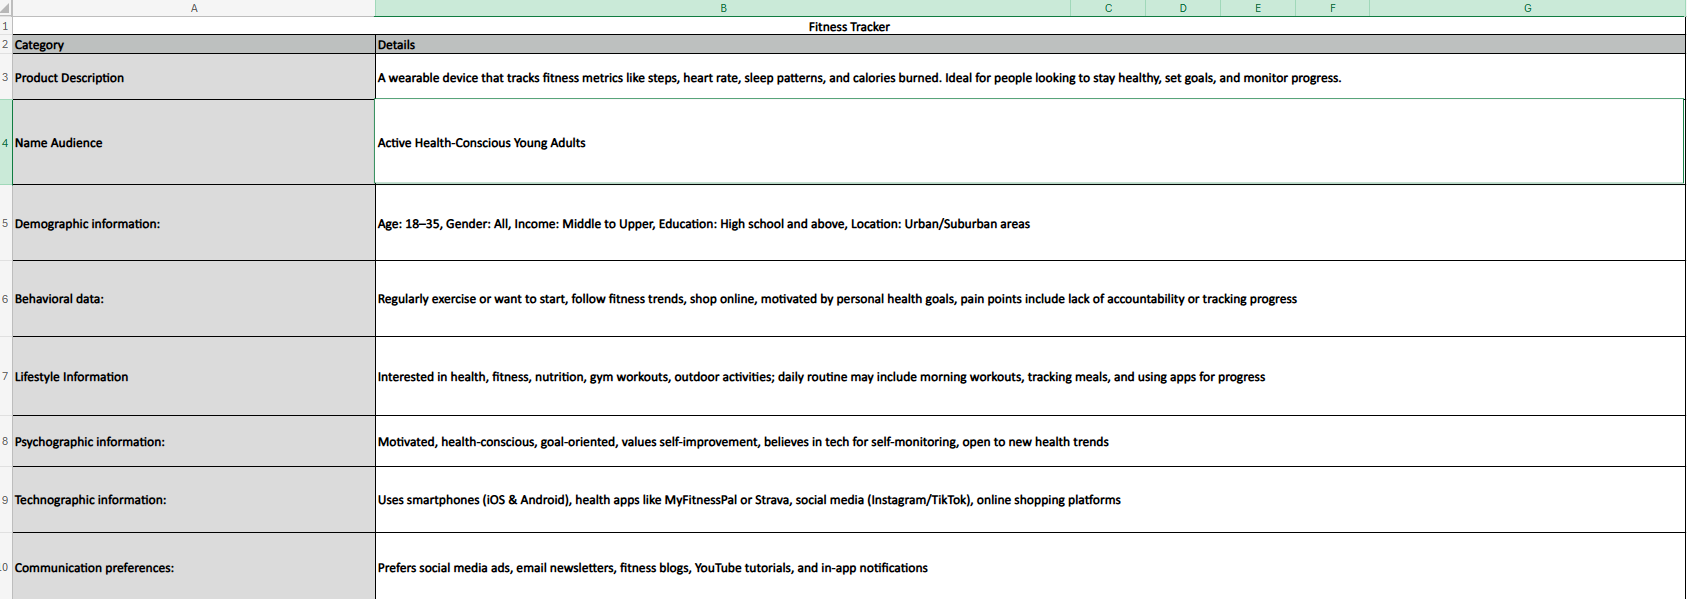 A B C D E F G
1 Fitness Tracker
2 Category Details
3 Product Description A wearable device that tracks fitness metrics like steps, heart rate, sleep patterns, and calories burned. Ideal for people looking to stay healthy, set goals, and monitor progress.
4 Name Audience Active Health-Conscious Young Adults
5 Demographic information: Age: 18–35, Gender: All, Income: Middle to Upper, Education: High school and above, Location: Urban/Suburban areas
6 Behavioral data: Regularly exercise or want to start, follow fitness trends, shop online, motivated by personal health goals, pain points include lack of accountability or tracking progress
7 Lifestyle Information Interested in health, fitness, nutrition, gym workouts, outdoor activities; daily routine may include morning workouts, tracking meals, and using apps for progress
8 Psychographic information: Motivated, health-conscious, goal-oriented, values self-improvement, believes in tech for self-monitoring, open to new health trends
9 Technographic information: Uses smartphones (iOS & Android), health apps like MyFitnessPal or Strava, social media (Instagram/TikTok), online shopping platforms
10 Communication preferences: Prefers social media ads, email newsletters, fitness blogs, YouTube tutorials, and in-app notifications